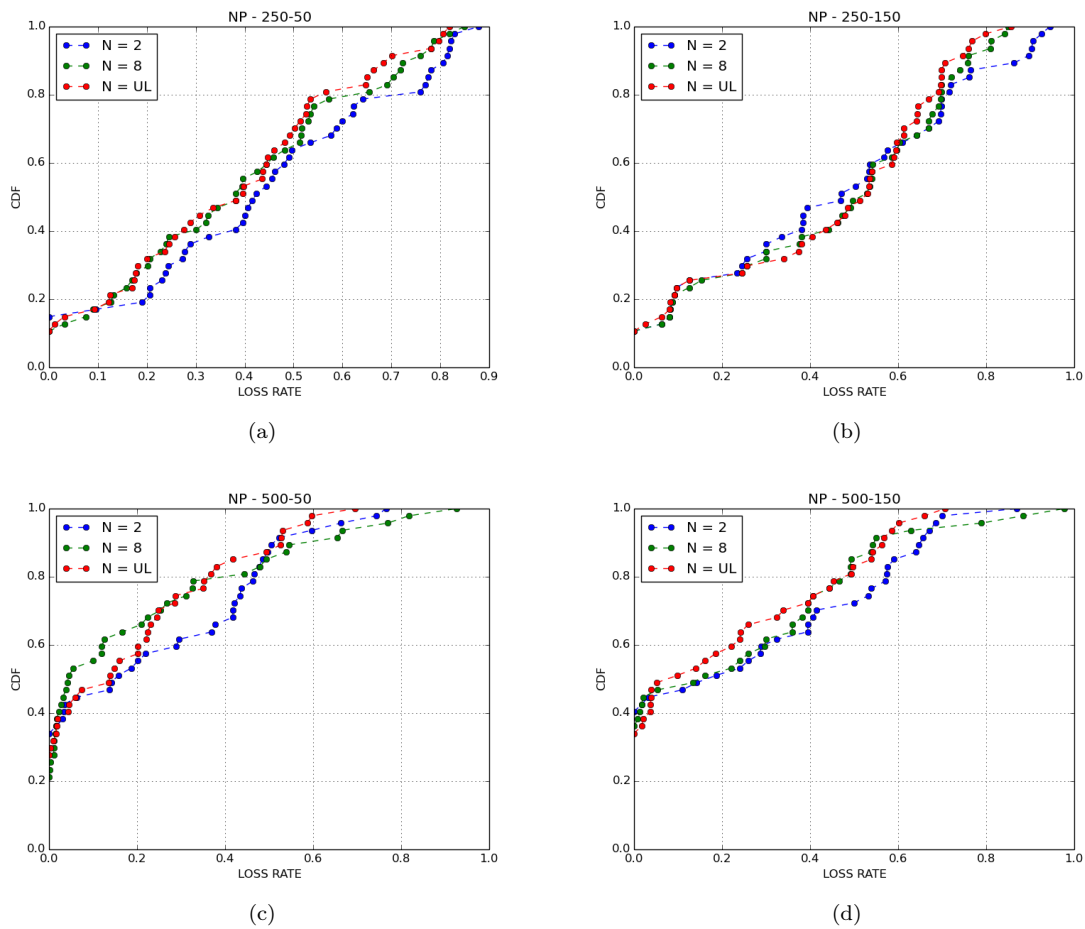 NP - 250-50
1.0
0.8
0.6
0.4
0.2
0.0
CDF
N = 2
N = 8
N = UL
0.0 0.1 0.2 0.3 0.4 0.5 0.6 0.7 0.8 0.9
LOSS RATE
(a)
NP - 250-150
1.0
0.8
0.6
0.4
0.2
0.0
CDF
N = 2
N = 8
N = UL
0.0 0.2 0.4 0.6 0.8 1.0
LOSS RATE
(b)
NP - 500-50
1.0
0.8
0.6
0.4
0.2
0.0
CDF
N = 2
N = 8
N = UL
0.0 0.2 0.4 0.6 0.8 1.0
LOSS RATE
(c)
NP - 500-150
1.0
0.8
0.6
0.4
0.2
0.0
CDF
N = 2
N = 8
N = UL
0.0 0.2 0.4 0.6 0.8 1.0
LOSS RATE
(d)